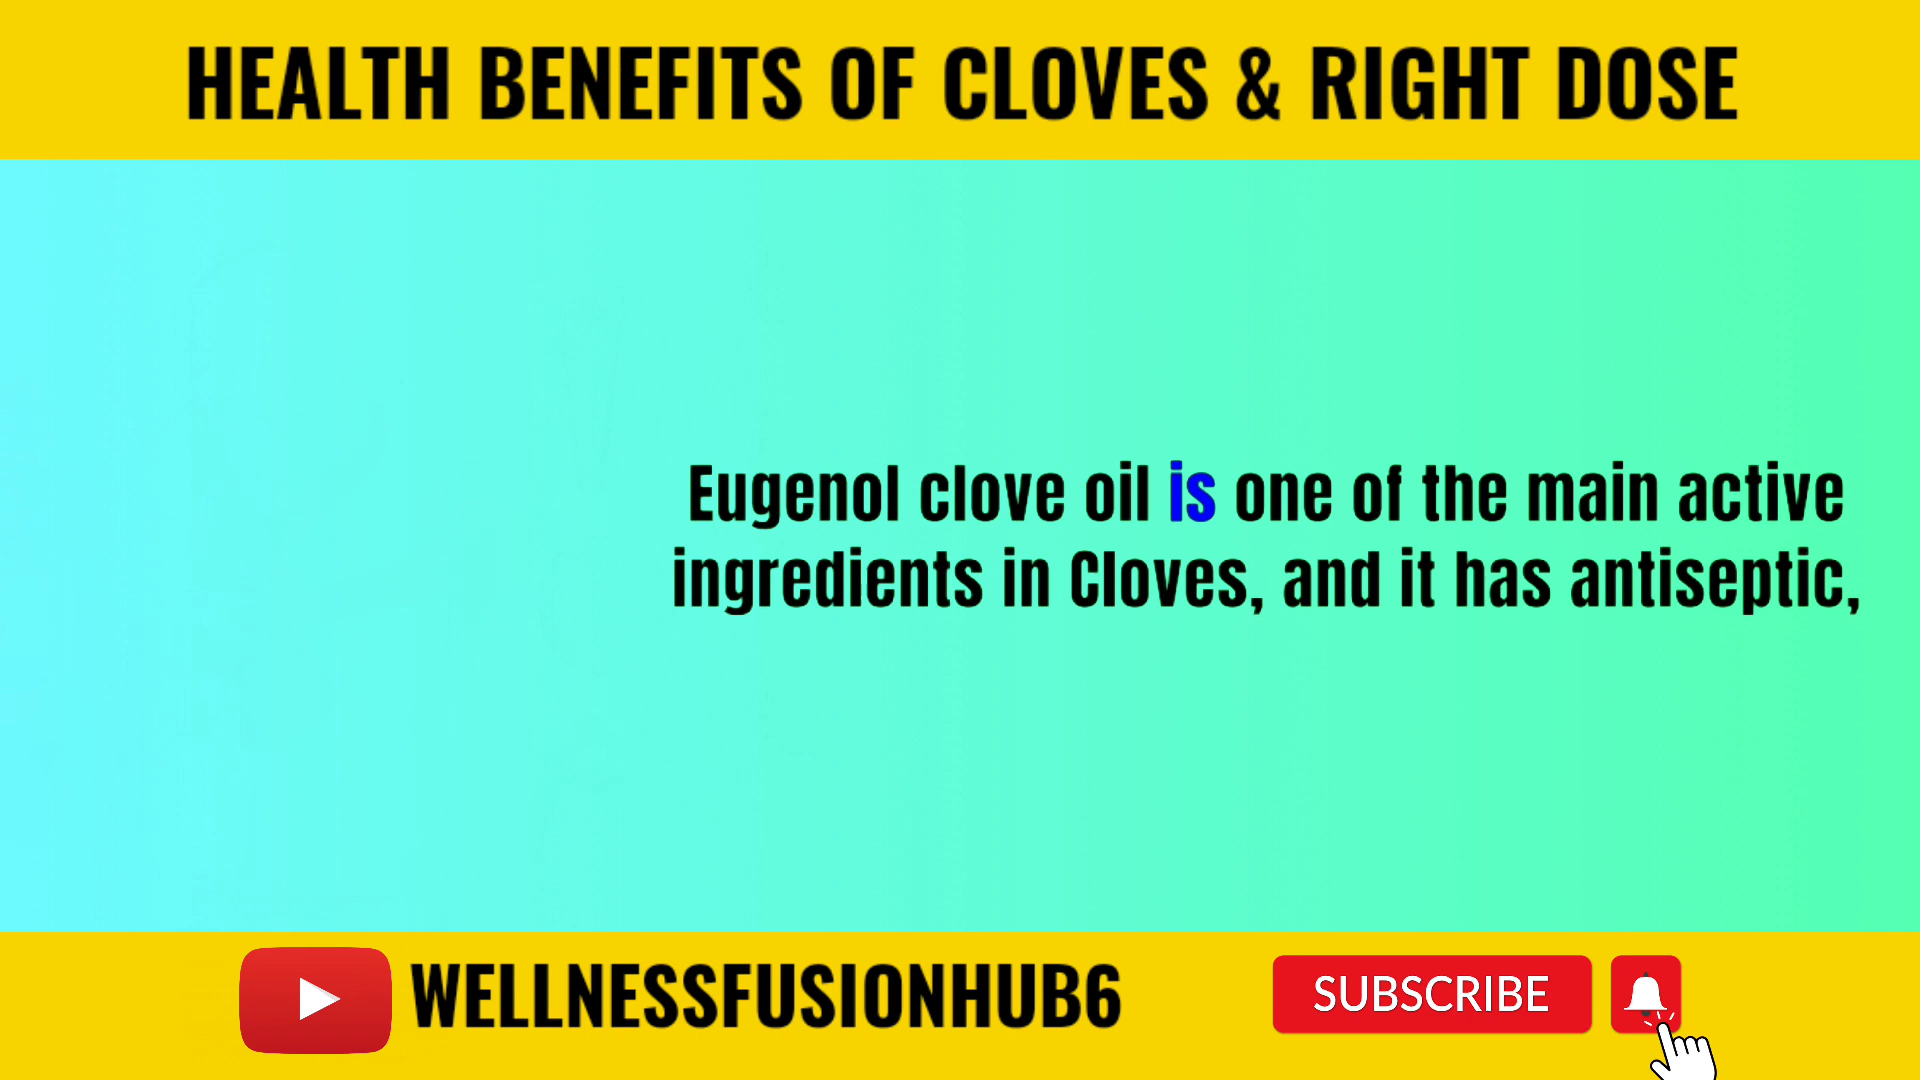 HEALTH BENEFITS OF CLOVES & RIGHT DOSE
Eugenol clove oil is one of the main active
ingredients in Cloves, and it has antiseptic,
WELLNESSFUSIONHUB6
SUBSCRIBE